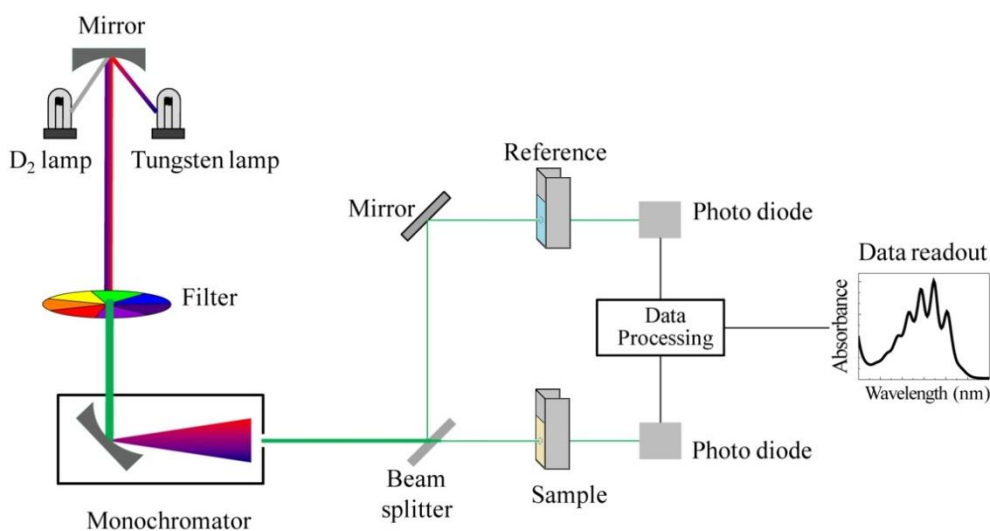 Mirror
D₂ lamp
Tungsten lamp
Filter
Monochromator
Mirror
Beam
splitter
Reference
Sample
Photo diode
Photo diode
Data
Processing
Data readout
Absorbance
Wavelength (nm)